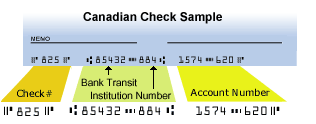 Canadian Check Sample
MEMO
⑈825⑈ ⑆85432⑉884⑆ 1574⑉620⑈
Bank Transit
Check# Institution Number Account Number
⑈825⑈ ⑆85432⑉884⑆ 1574⑉620⑈